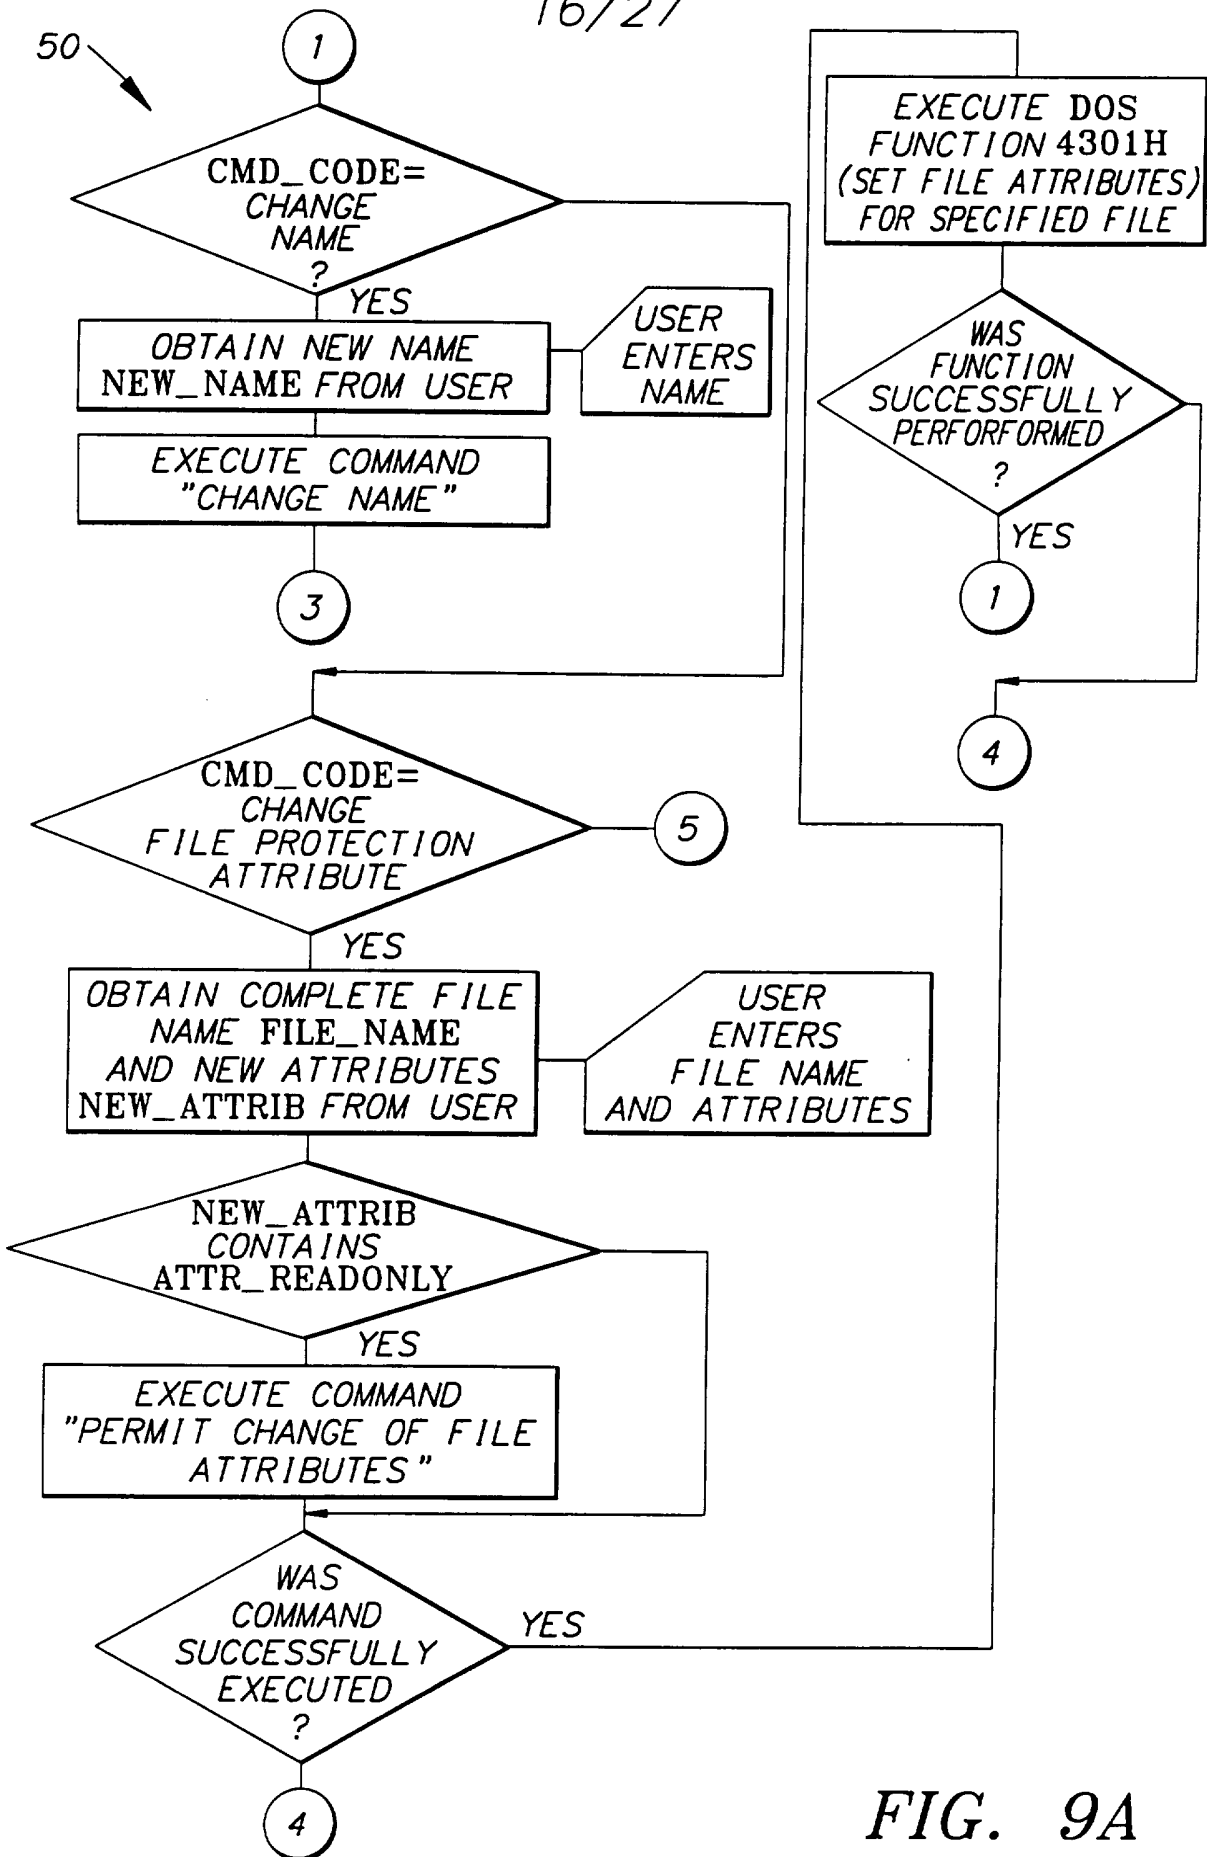 16/27
50
1
CMD_CODE=
CHANGE
NAME
?
YES
OBTAIN NEW NAME
NEW_NAME FROM USER
USER
ENTERS
NAME
EXECUTE COMMAND
"CHANGE NAME"
3
CMD_CODE=
CHANGE
FILE PROTECTION
ATTRIBUTE
5
YES
OBTAIN COMPLETE FILE
NAME FILE_NAME
AND NEW ATTRIBUTES
NEW_ATTRIB FROM USER
USER
ENTERS
FILE NAME
AND ATTRIBUTES
NEW_ATTRIB
CONTAINS
ATTR_READONLY
YES
EXECUTE COMMAND
"PERMIT CHANGE OF FILE
ATTRIBUTES"
WAS
COMMAND
SUCCESSFULLY
EXECUTED
?
YES
4
EXECUTE DOS
FUNCTION 4301H
(SET FILE ATTRIBUTES)
FOR SPECIFIED FILE
WAS
FUNCTION
SUCCESSFULLY
PERFORFORMED
?
YES
1
4
FIG. 9A